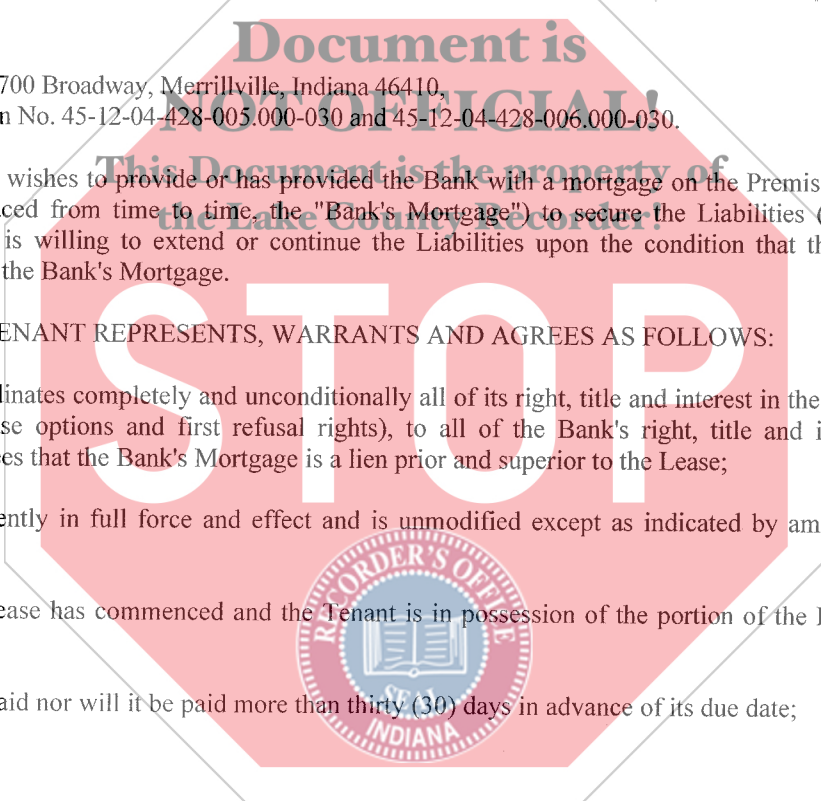 Document is
700 Broadway, Merrillville, Indiana 46410,
NOT OFFICIAL!
n No. 45-12-04-428-005.000-030 and 45-12-04-428-006.000-030.
This Document is the property of
wishes to provide or has provided the Bank with a mortgage on the Premis
ced from time to time, the "Bank's Mortgage") to secure the Liabilities (
the Lake County Recorder!
is willing to extend or continue the Liabilities upon the condition that th
the Bank's Mortgage.
STOP
ENANT REPRESENTS, WARRANTS AND AGREES AS FOLLOWS:
linates completely and unconditionally all of its right, title and interest in the
se options and first refusal rights), to all of the Bank's right, title and i
es that the Bank's Mortgage is a lien prior and superior to the Lease;
ently in full force and effect and is unmodified except as indicated by am
RECORDER'S OFFICE
ease has commenced and the Tenant is in possession of the portion of the
SEAL
aid nor will it be paid more than thirty (30) days in advance of its due date;
INDIANA